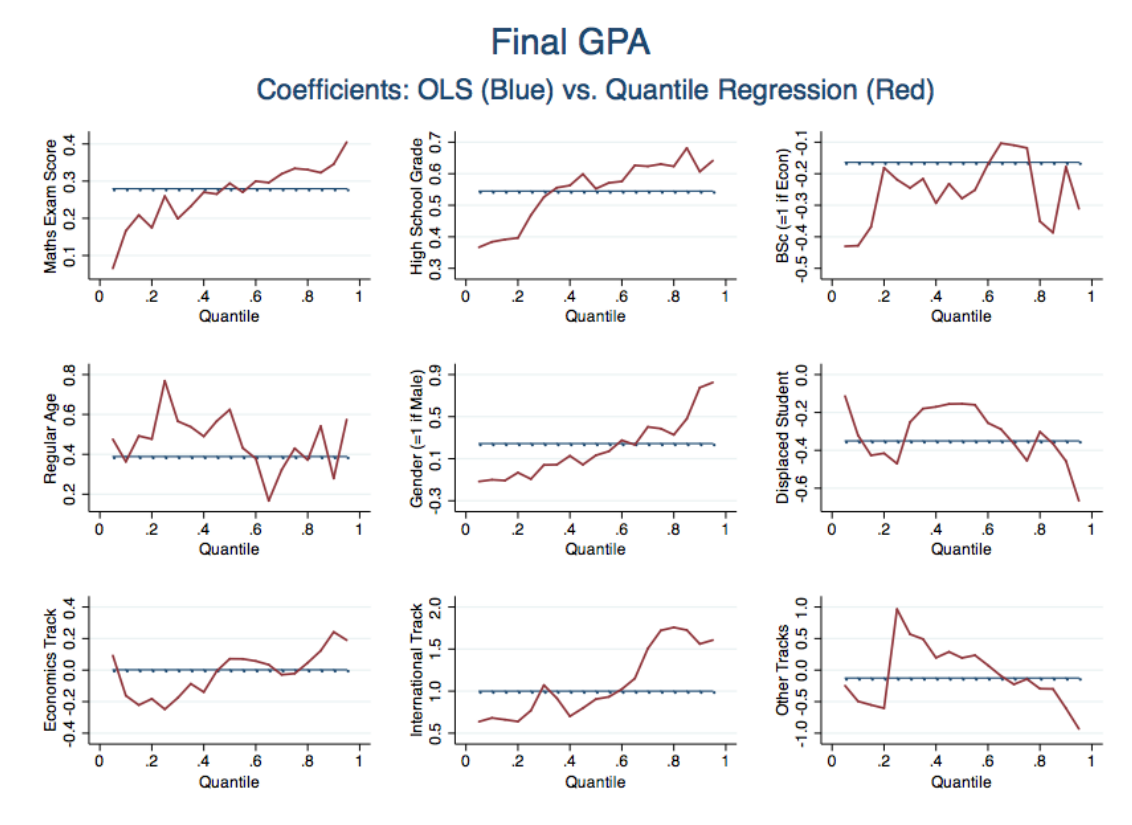 Final GPA
Coefficients: OLS (Blue) vs. Quantile Regression (Red)
Maths Exam Score
0.1 0.2 0.3 0.4
0 .2 .4 .6 .8 1
Quantile
High School Grade
0.3 0.4 0.5 0.6 0.7
0 .2 .4 .6 .8 1
Quantile
BSc (=1 if Econ)
-0.5 -0.4 -0.3 -0.2 -0.1
0 .2 .4 .6 .8 1
Quantile
Regular Age
0.2 0.4 0.6 0.8
0 .2 .4 .6 .8 1
Quantile
Gender (=1 if Male)
-0.3 0.1 0.5 0.9
0 .2 .4 .6 .8 1
Quantile
Displaced Student
-0.6 -0.4 -0.2 0.0
0 .2 .4 .6 .8 1
Quantile
Economics Track
-0.4 -0.2 0.0 0.2 0.4
0 .2 .4 .6 .8 1
Quantile
International Track
0.5 1.0 1.5 2.0
0 .2 .4 .6 .8 1
Quantile
Other Tracks
-1.0 -0.5 0.0 0.5 1.0
0 .2 .4 .6 .8 1
Quantile